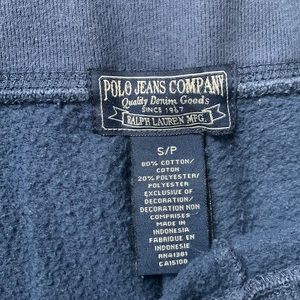 POLO JEANS COMPANY
Quality Denim Goods
SINCE 1967
RALPH LAUREN MFG.
S/P
80% COTTON/
COTON
20% POLYESTER/
POLYESTER
EXCLUSIVE OF
DECORATION/
DECORATION NON
COMPRISES
MADE IN
INDONESIA
FABRIQUE EN
INDONESIE
RN41381
CA15108